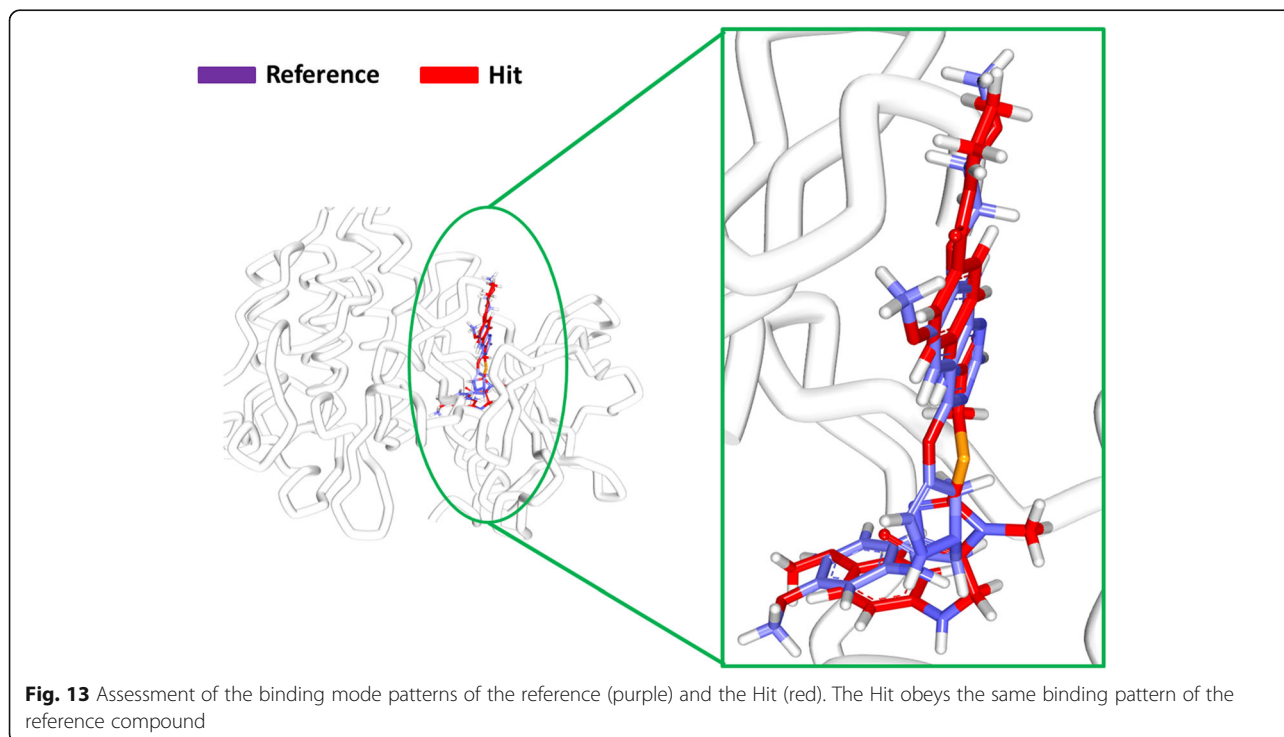 Reference Hit
Fig. 13 Assessment of the binding mode patterns of the reference (purple) and the Hit (red). The Hit obeys the same binding pattern of the
reference compound